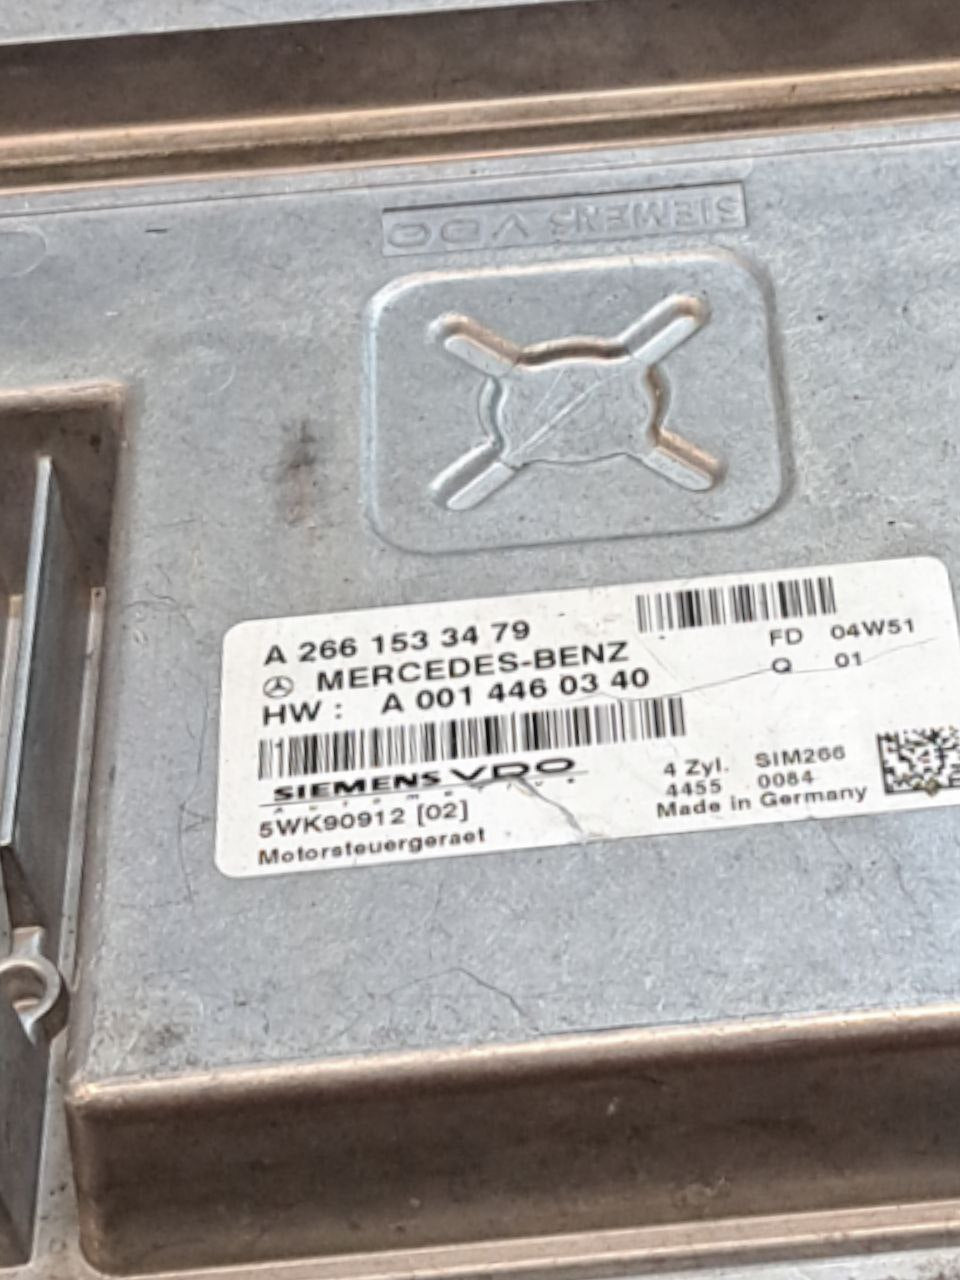 SIEMENS VDO
A 266 153 34 79
MERCEDES-BENZ
HW : A 001 446 03 40
FD 04W51
Q 01
SIEMENS VDO
Automotive
5WK90912 [02]
Motorsteuergeraet
4 Zyl. SIM266
4455 0084
Made in Germany